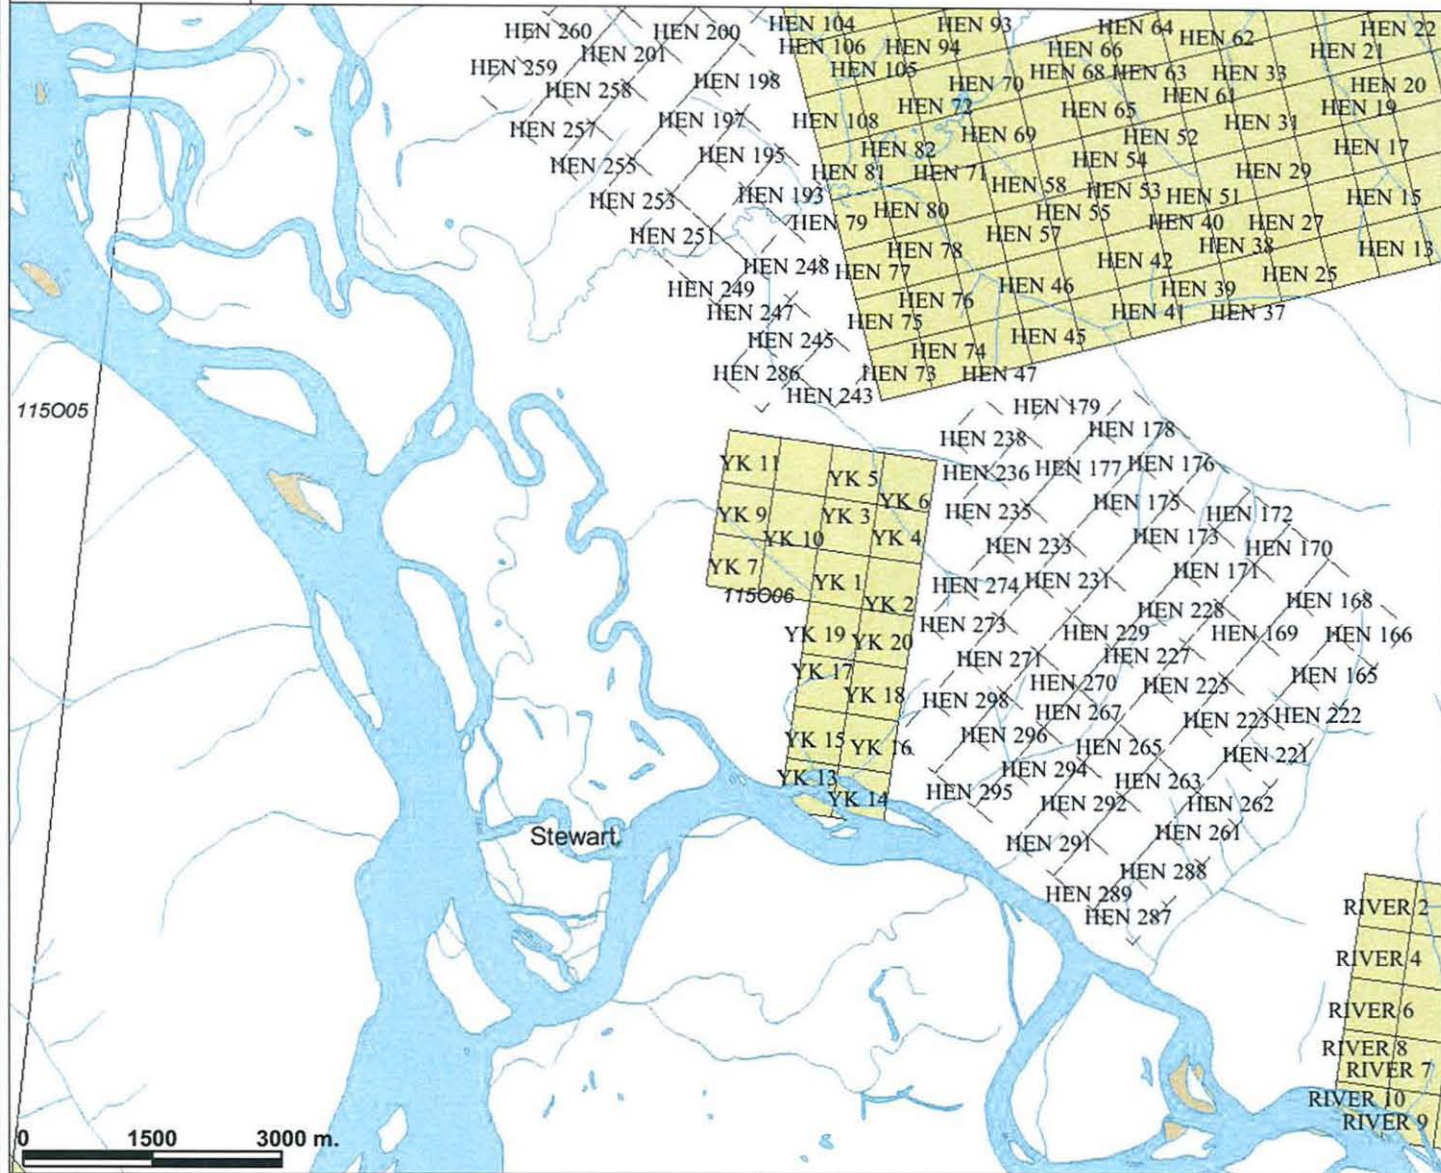 HEN 260
HEN 200
HEN 104
HEN 93
HEN 64
HEN 62
HEN 22
HEN 201
HEN 106
HEN 94
HEN 66
HEN 21
HEN 259
HEN 105
HEN 68
HEN 63
HEN 33
HEN 258
HEN 198
HEN 70
HEN 61
HEN 20
HEN 72
HEN 65
HEN 19
HEN 257
HEN 197
HEN 108
HEN 69
HEN 52
HEN 31
HEN 255
HEN 195
HEN 82
HEN 54
HEN 17
HEN 81
HEN 71
HEN 29
HEN 253
HEN 193
HEN 58
HEN 53
HEN 51
HEN 15
HEN 79
HEN 80
HEN 55
HEN 40
HEN 27
HEN 251
HEN 57
HEN 38
HEN 13
HEN 78
HEN 42
HEN 248
HEN 77
HEN 25
HEN 249
HEN 46
HEN 39
HEN 76
HEN 247
HEN 75
HEN 41
HEN 37
HEN 245
HEN 45
HEN 74
HEN 286
HEN 73
HEN 47
HEN 243
115O05
HEN 179
HEN 238
HEN 178
YK 11
YK 5
HEN 236
HEN 177
HEN 176
YK 6
HEN 175
YK 9
YK 3
HEN 235
HEN 172
YK 10
YK 4
HEN 233
HEN 173
HEN 170
YK 7
YK 1
HEN 274
HEN 231
HEN 171
115O06
YK 2
HEN 228
HEN 168
YK 19
YK 20
HEN 273
HEN 229
HEN 169
HEN 166
HEN 271
HEN 227
YK 17
YK 18
HEN 270
HEN 225
HEN 165
HEN 298
HEN 267
HEN 223
HEN 222
YK 15
YK 16
HEN 296
HEN 265
HEN 221
YK 13
HEN 294
HEN 263
YK 14
HEN 295
HEN 292
HEN 262
Stewart
HEN 291
HEN 261
HEN 288
HEN 289
HEN 287
RIVER 2
RIVER 4
RIVER 6
RIVER 8
RIVER 7
RIVER 10
RIVER 9
0 1500 3000 m.